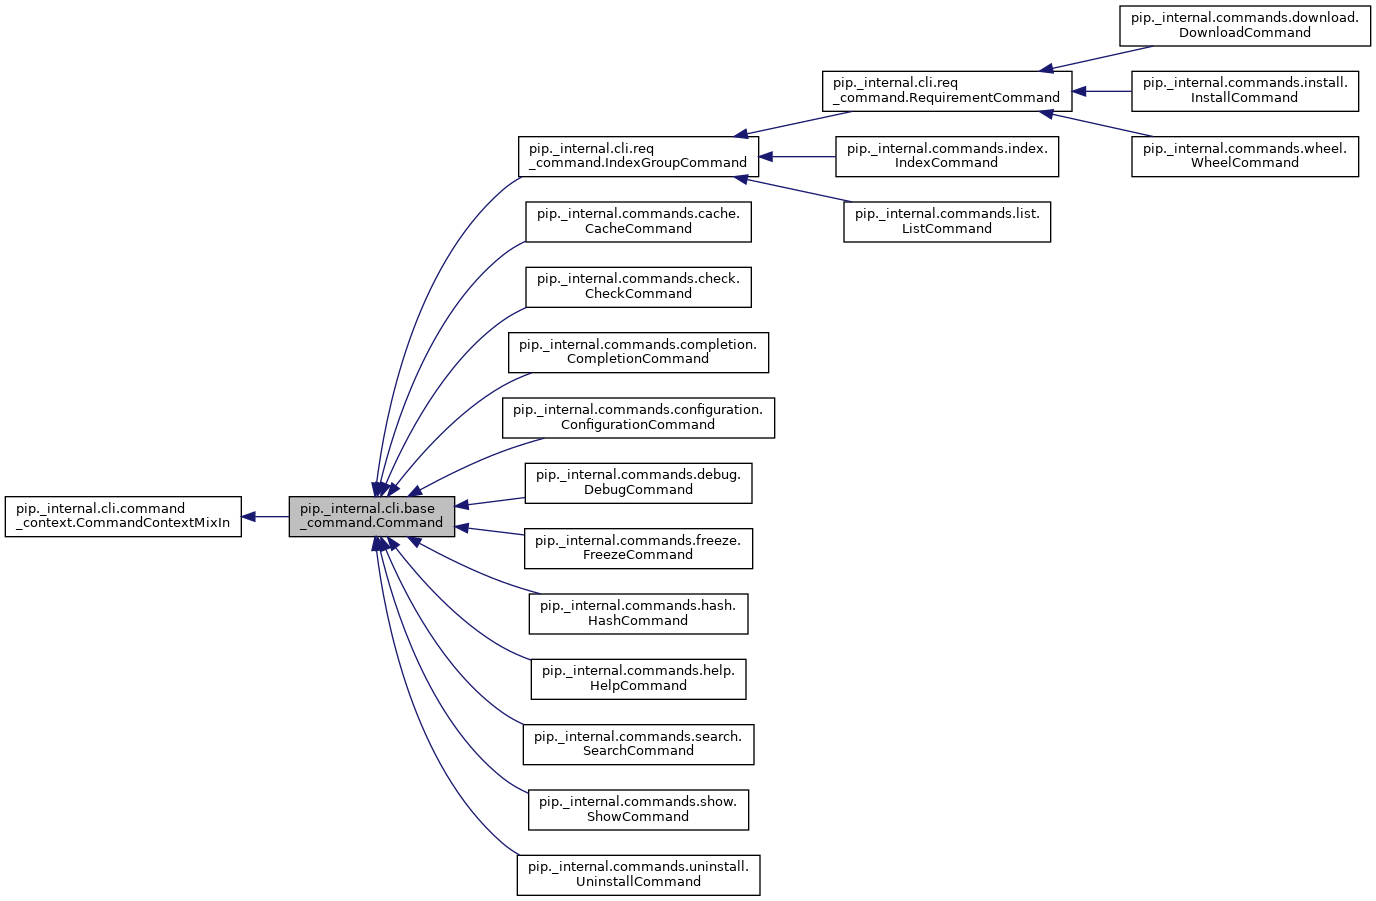 pip._internal.commands.download.
DownloadCommand
pip._internal.cli.req
_command.RequirementCommand
pip._internal.commands.install.
InstallCommand
pip._internal.cli.req
_command.IndexGroupCommand
pip._internal.commands.index.
IndexCommand
pip._internal.commands.wheel.
WheelCommand
pip._internal.commands.cache.
CacheCommand
pip._internal.commands.list.
ListCommand
pip._internal.commands.check.
CheckCommand
pip._internal.commands.completion.
CompletionCommand
pip._internal.commands.configuration.
ConfigurationCommand
pip._internal.commands.debug.
DebugCommand
pip._internal.cli.command
_context.CommandContextMixIn
pip._internal.cli.base
_command.Command
pip._internal.commands.freeze.
FreezeCommand
pip._internal.commands.hash.
HashCommand
pip._internal.commands.help.
HelpCommand
pip._internal.commands.search.
SearchCommand
pip._internal.commands.show.
ShowCommand
pip._internal.commands.uninstall.
UninstallCommand